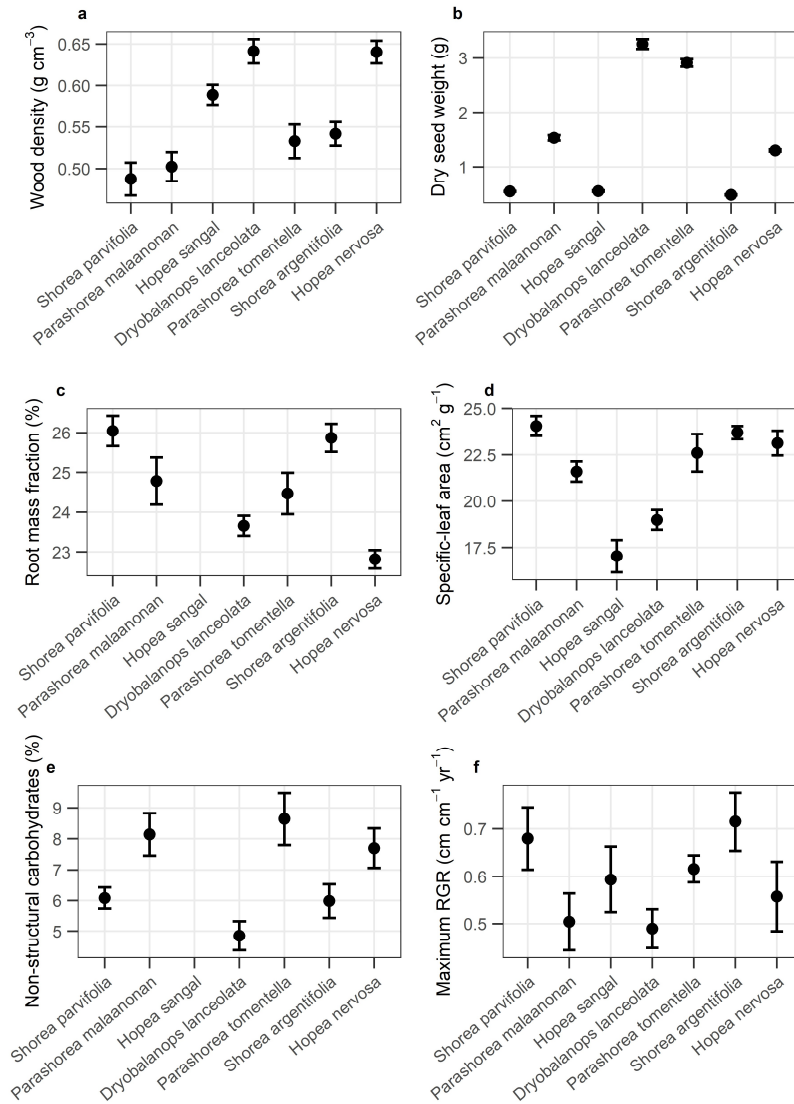 a
Wood density (g cm⁻³)
0.65
0.60
0.55
0.50
Shorea parvifolia
Parashorea malaanonan
Hopea sangal
Dryobalanops lanceolata
Parashorea tomentella
Shorea argentifolia
Hopea nervosa
b
Dry seed weight (g)
3
2
1
Shorea parvifolia
Parashorea malaanonan
Hopea sangal
Dryobalanops lanceolata
Parashorea tomentella
Shorea argentifolia
Hopea nervosa
c
Root mass fraction (%)
26
25
24
23
Shorea parvifolia
Parashorea malaanonan
Hopea sangal
Dryobalanops lanceolata
Parashorea tomentella
Shorea argentifolia
Hopea nervosa
d
Specific-leaf area (cm² g⁻¹)
25.0
22.5
20.0
17.5
Shorea parvifolia
Parashorea malaanonan
Hopea sangal
Dryobalanops lanceolata
Parashorea tomentella
Shorea argentifolia
Hopea nervosa
e
Non-structural carbohydrates (%)
9
8
7
6
5
Shorea parvifolia
Parashorea malaanonan
Hopea sangal
Dryobalanops lanceolata
Parashorea tomentella
Shorea argentifolia
Hopea nervosa
f
Maximum RGR (cm cm⁻¹ yr⁻¹)
0.7
0.6
0.5
Shorea parvifolia
Parashorea malaanonan
Hopea sangal
Dryobalanops lanceolata
Parashorea tomentella
Shorea argentifolia
Hopea nervosa